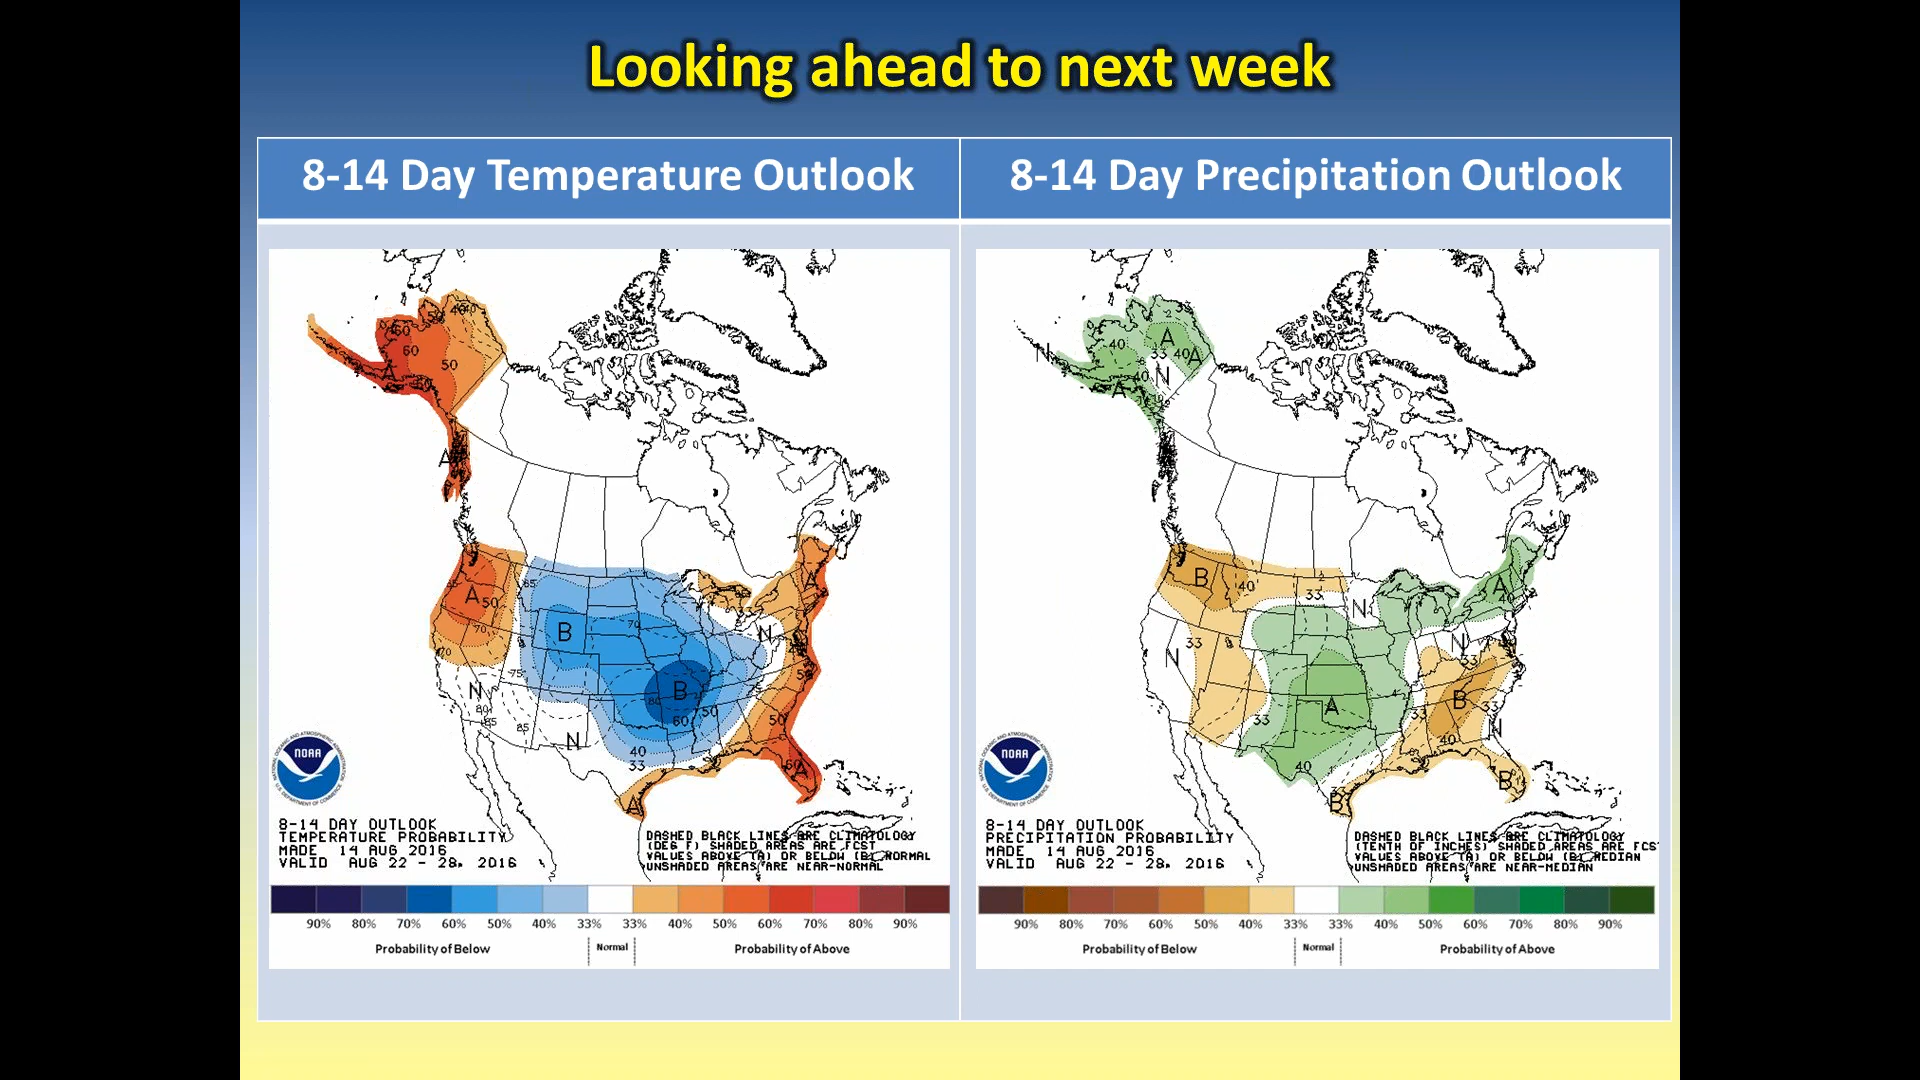 Looking ahead to next week
8-14 Day Temperature Outlook
8-14 Day Precipitation Outlook
NOAA
8-14 DAY OUTLOOK
TEMPERATURE PROBABILITY
MADE 14 AUG 2016
VALID AUG 22 - 28, 2016
DASHED BLACK LINES ARE CLIMATOLOGY
(DEG F) SHADED AREAS ARE FCST
VALUES ABOVE (A) OR BELOW (B) NORMAL
UNSHADED AREAS ARE NEAR-NORMAL
90% 80% 70% 60% 50% 40% 33% 33% 40% 50% 60% 70% 80% 90%
Probability of Below Normal Probability of Above
NOAA
8-14 DAY OUTLOOK
PRECIPITATION PROBABILITY
MADE 14 AUG 2016
VALID AUG 22 - 28, 2016
DASHED BLACK LINES ARE CLIMATOLOGY
(TENTH OF INCHES) SHADED AREAS ARE FCST
VALUES ABOVE (A) OR BELOW (B) MEDIAN
UNSHADED AREAS ARE NEAR-MEDIAN
90% 80% 70% 60% 50% 40% 33% 33% 40% 50% 60% 70% 80% 90%
Probability of Below Normal Probability of Above